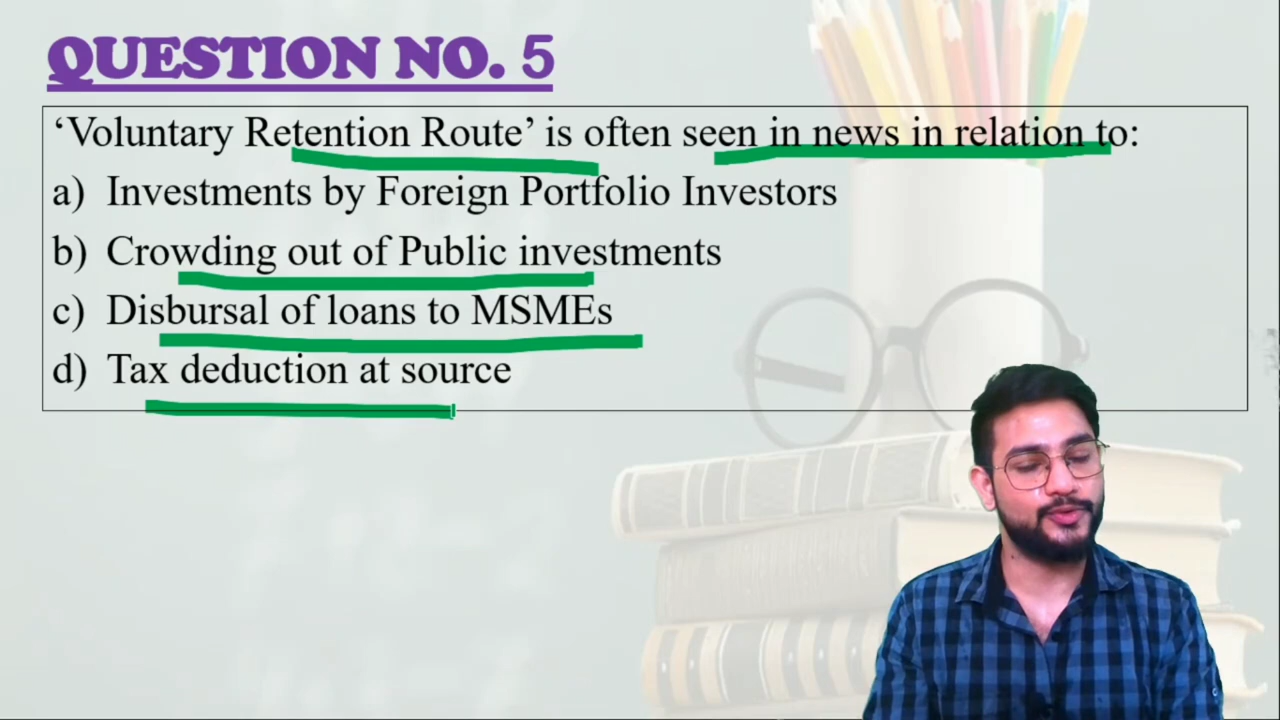 QUESTION NO. 5
‘Voluntary Retention Route’ is often seen in news in relation to:
a) Investments by Foreign Portfolio Investors
b) Crowding out of Public investments
c) Disbursal of loans to MSMEs
d) Tax deduction at source